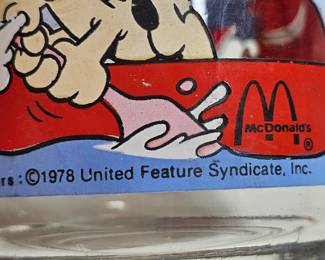 McDonald's
®
rs: ©1978 United Feature Syndicate, Inc.